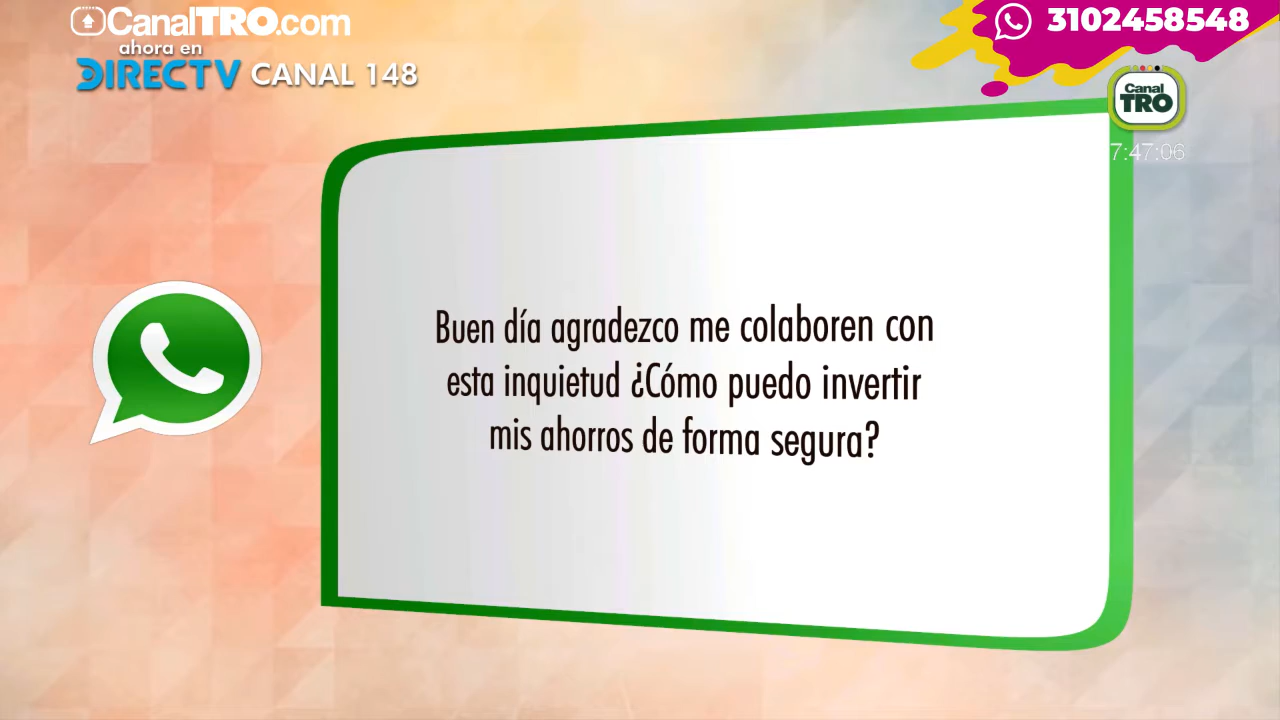 CanalTRO.com
ahora en
DIRECTV CANAL 148
3102458548
Canal
TRO
7:47:06
Buen día agradezco me colaboren con
esta inquietud ¿Cómo puedo invertir
mis ahorros de forma segura?